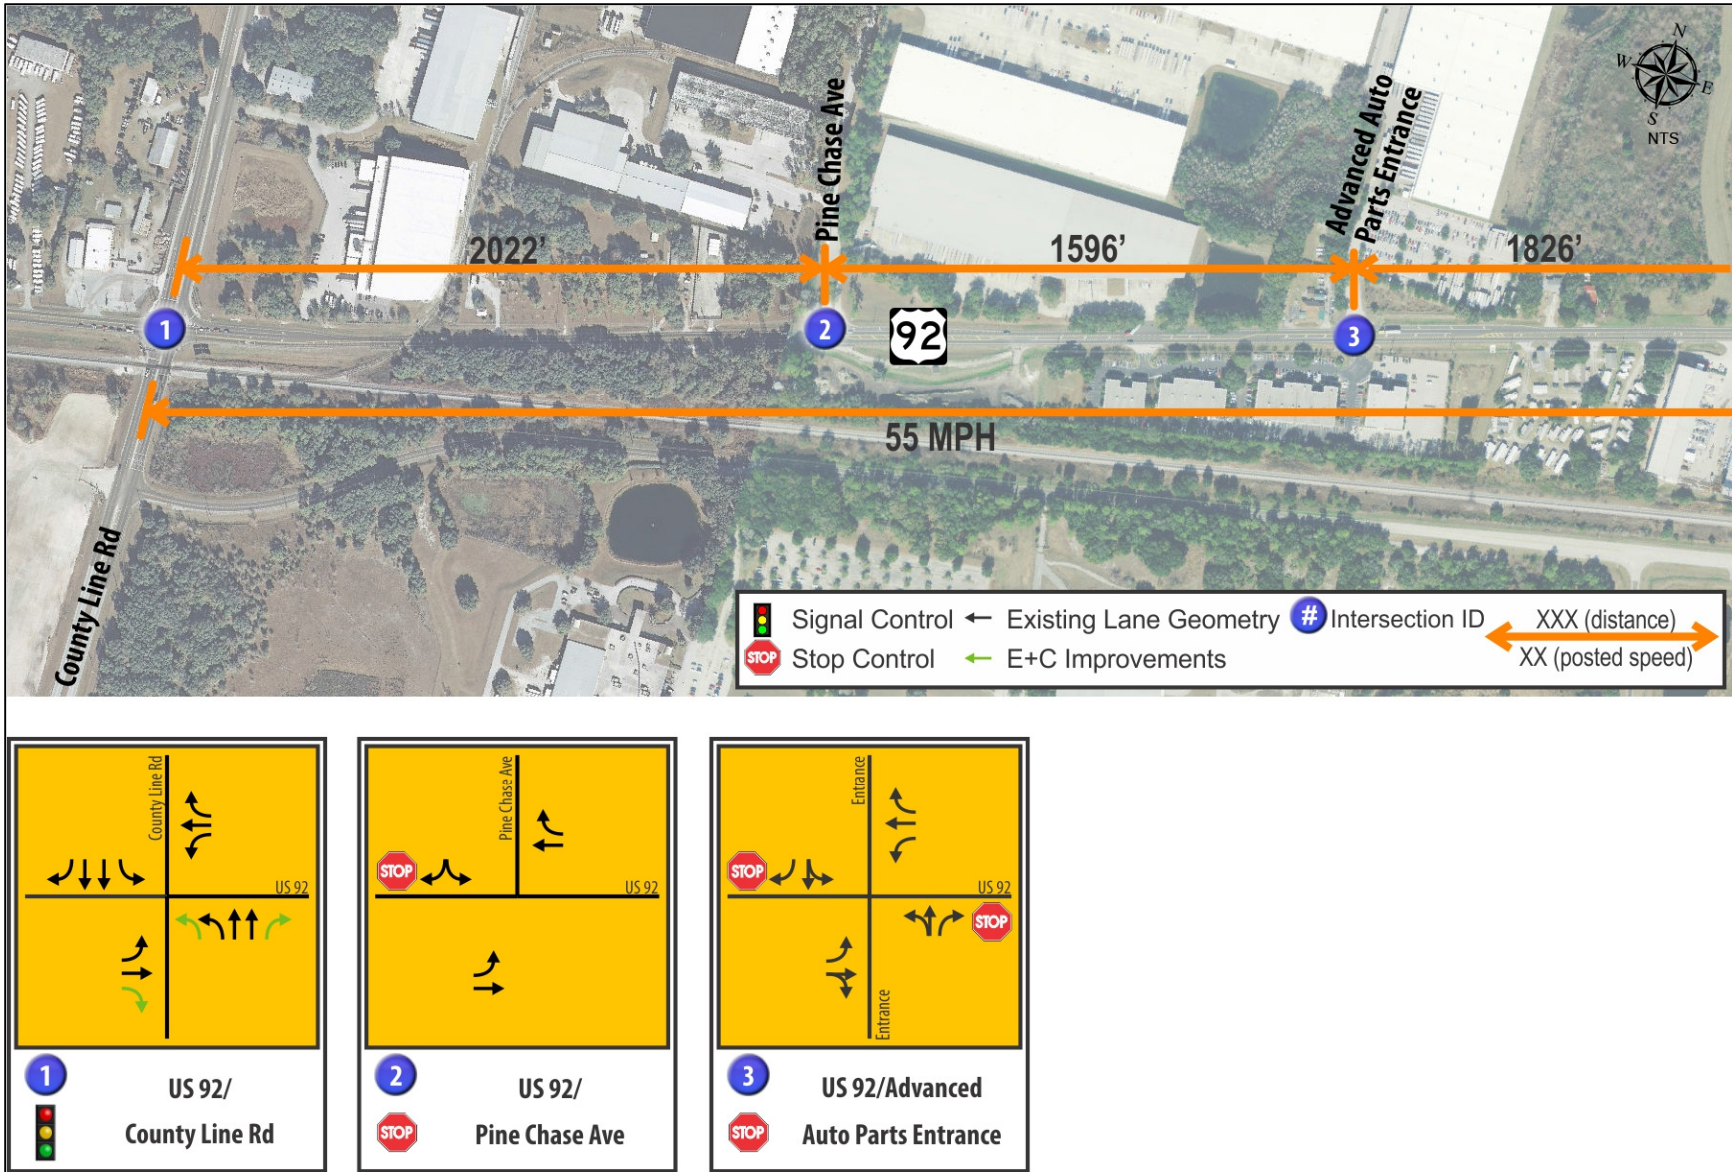 N
W
E
S
NTS
Pine Chase Ave
Advanced Auto
Parts Entrance
2022'
1596'
1826'
1
2
92
3
55 MPH
County Line Rd
Signal Control
Existing Lane Geometry
# Intersection ID
XXX (distance)
STOP Stop Control
E+C Improvements
XX (posted speed)
County Line Rd
US 92
1
US 92/
County Line Rd
Pine Chase Ave
STOP
US 92
2
US 92/
STOP
Pine Chase Ave
Entrance
STOP
US 92
STOP
Entrance
3
US 92/Advanced
STOP
Auto Parts Entrance